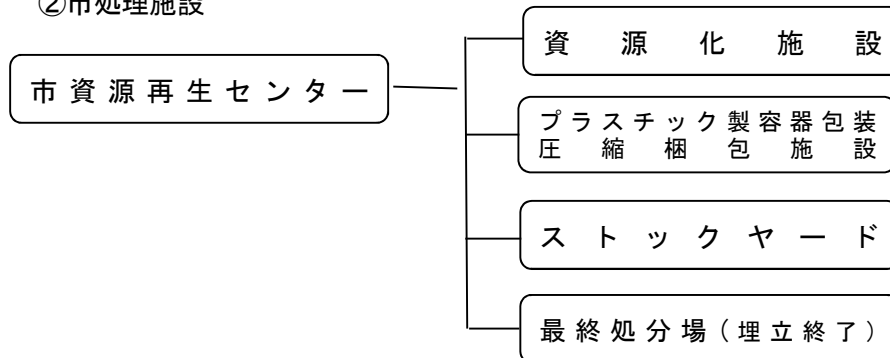 ②市処理施設
市資源再生センター
資源化施設
プラスチック製容器包装
圧縮梱包施設
ストックヤード
最終処分場（埋立終了）